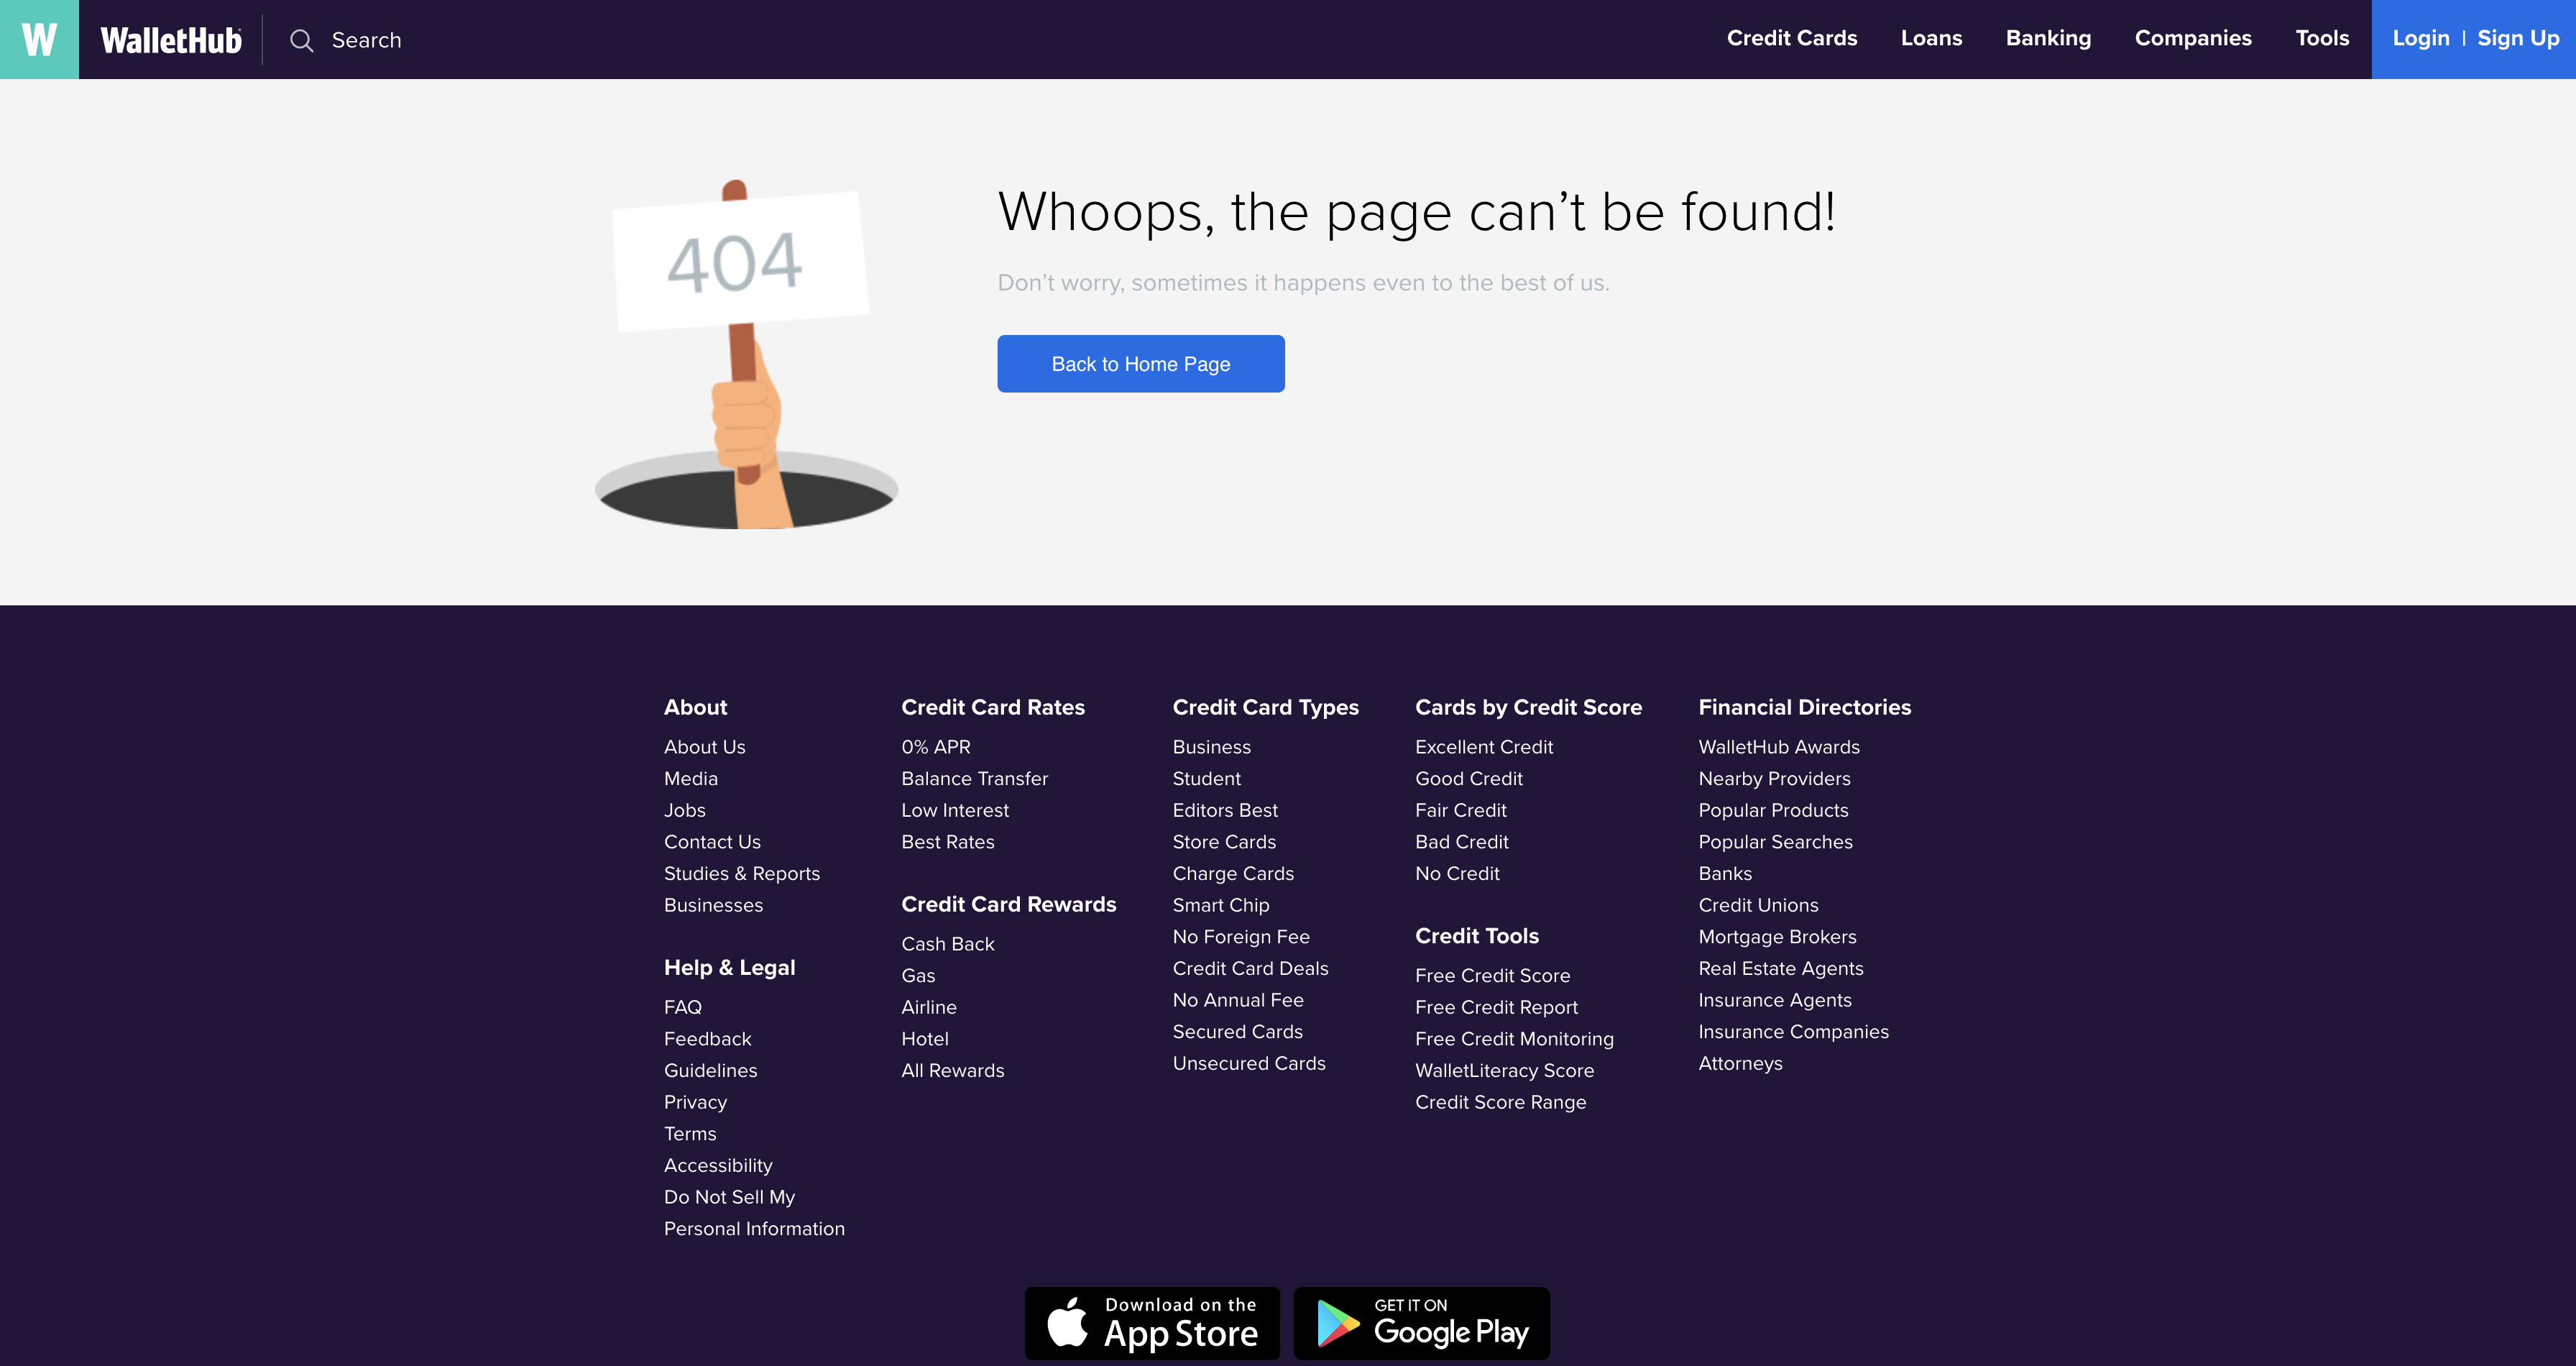 W
WalletHub
Search
Credit Cards
Loans
Banking
Companies
Tools
Login | Sign Up
404
Whoops, the page can’t be found!
Don’t worry, sometimes it happens even to the best of us.
Back to Home Page
About
About Us
Media
Jobs
Contact Us
Studies & Reports
Businesses
Help & Legal
FAQ
Feedback
Guidelines
Privacy
Terms
Accessibility
Do Not Sell My
Personal Information
Credit Card Rates
0% APR
Balance Transfer
Low Interest
Best Rates
Credit Card Rewards
Cash Back
Gas
Airline
Hotel
All Rewards
Credit Card Types
Business
Student
Editors Best
Store Cards
Charge Cards
Smart Chip
No Foreign Fee
Credit Card Deals
No Annual Fee
Secured Cards
Unsecured Cards
Cards by Credit Score
Excellent Credit
Good Credit
Fair Credit
Bad Credit
No Credit
Credit Tools
Free Credit Score
Free Credit Report
Free Credit Monitoring
WalletLiteracy Score
Credit Score Range
Financial Directories
WalletHub Awards
Nearby Providers
Popular Products
Popular Searches
Banks
Credit Unions
Mortgage Brokers
Real Estate Agents
Insurance Agents
Insurance Companies
Attorneys
Download on the
App Store
GET IT ON
Google Play